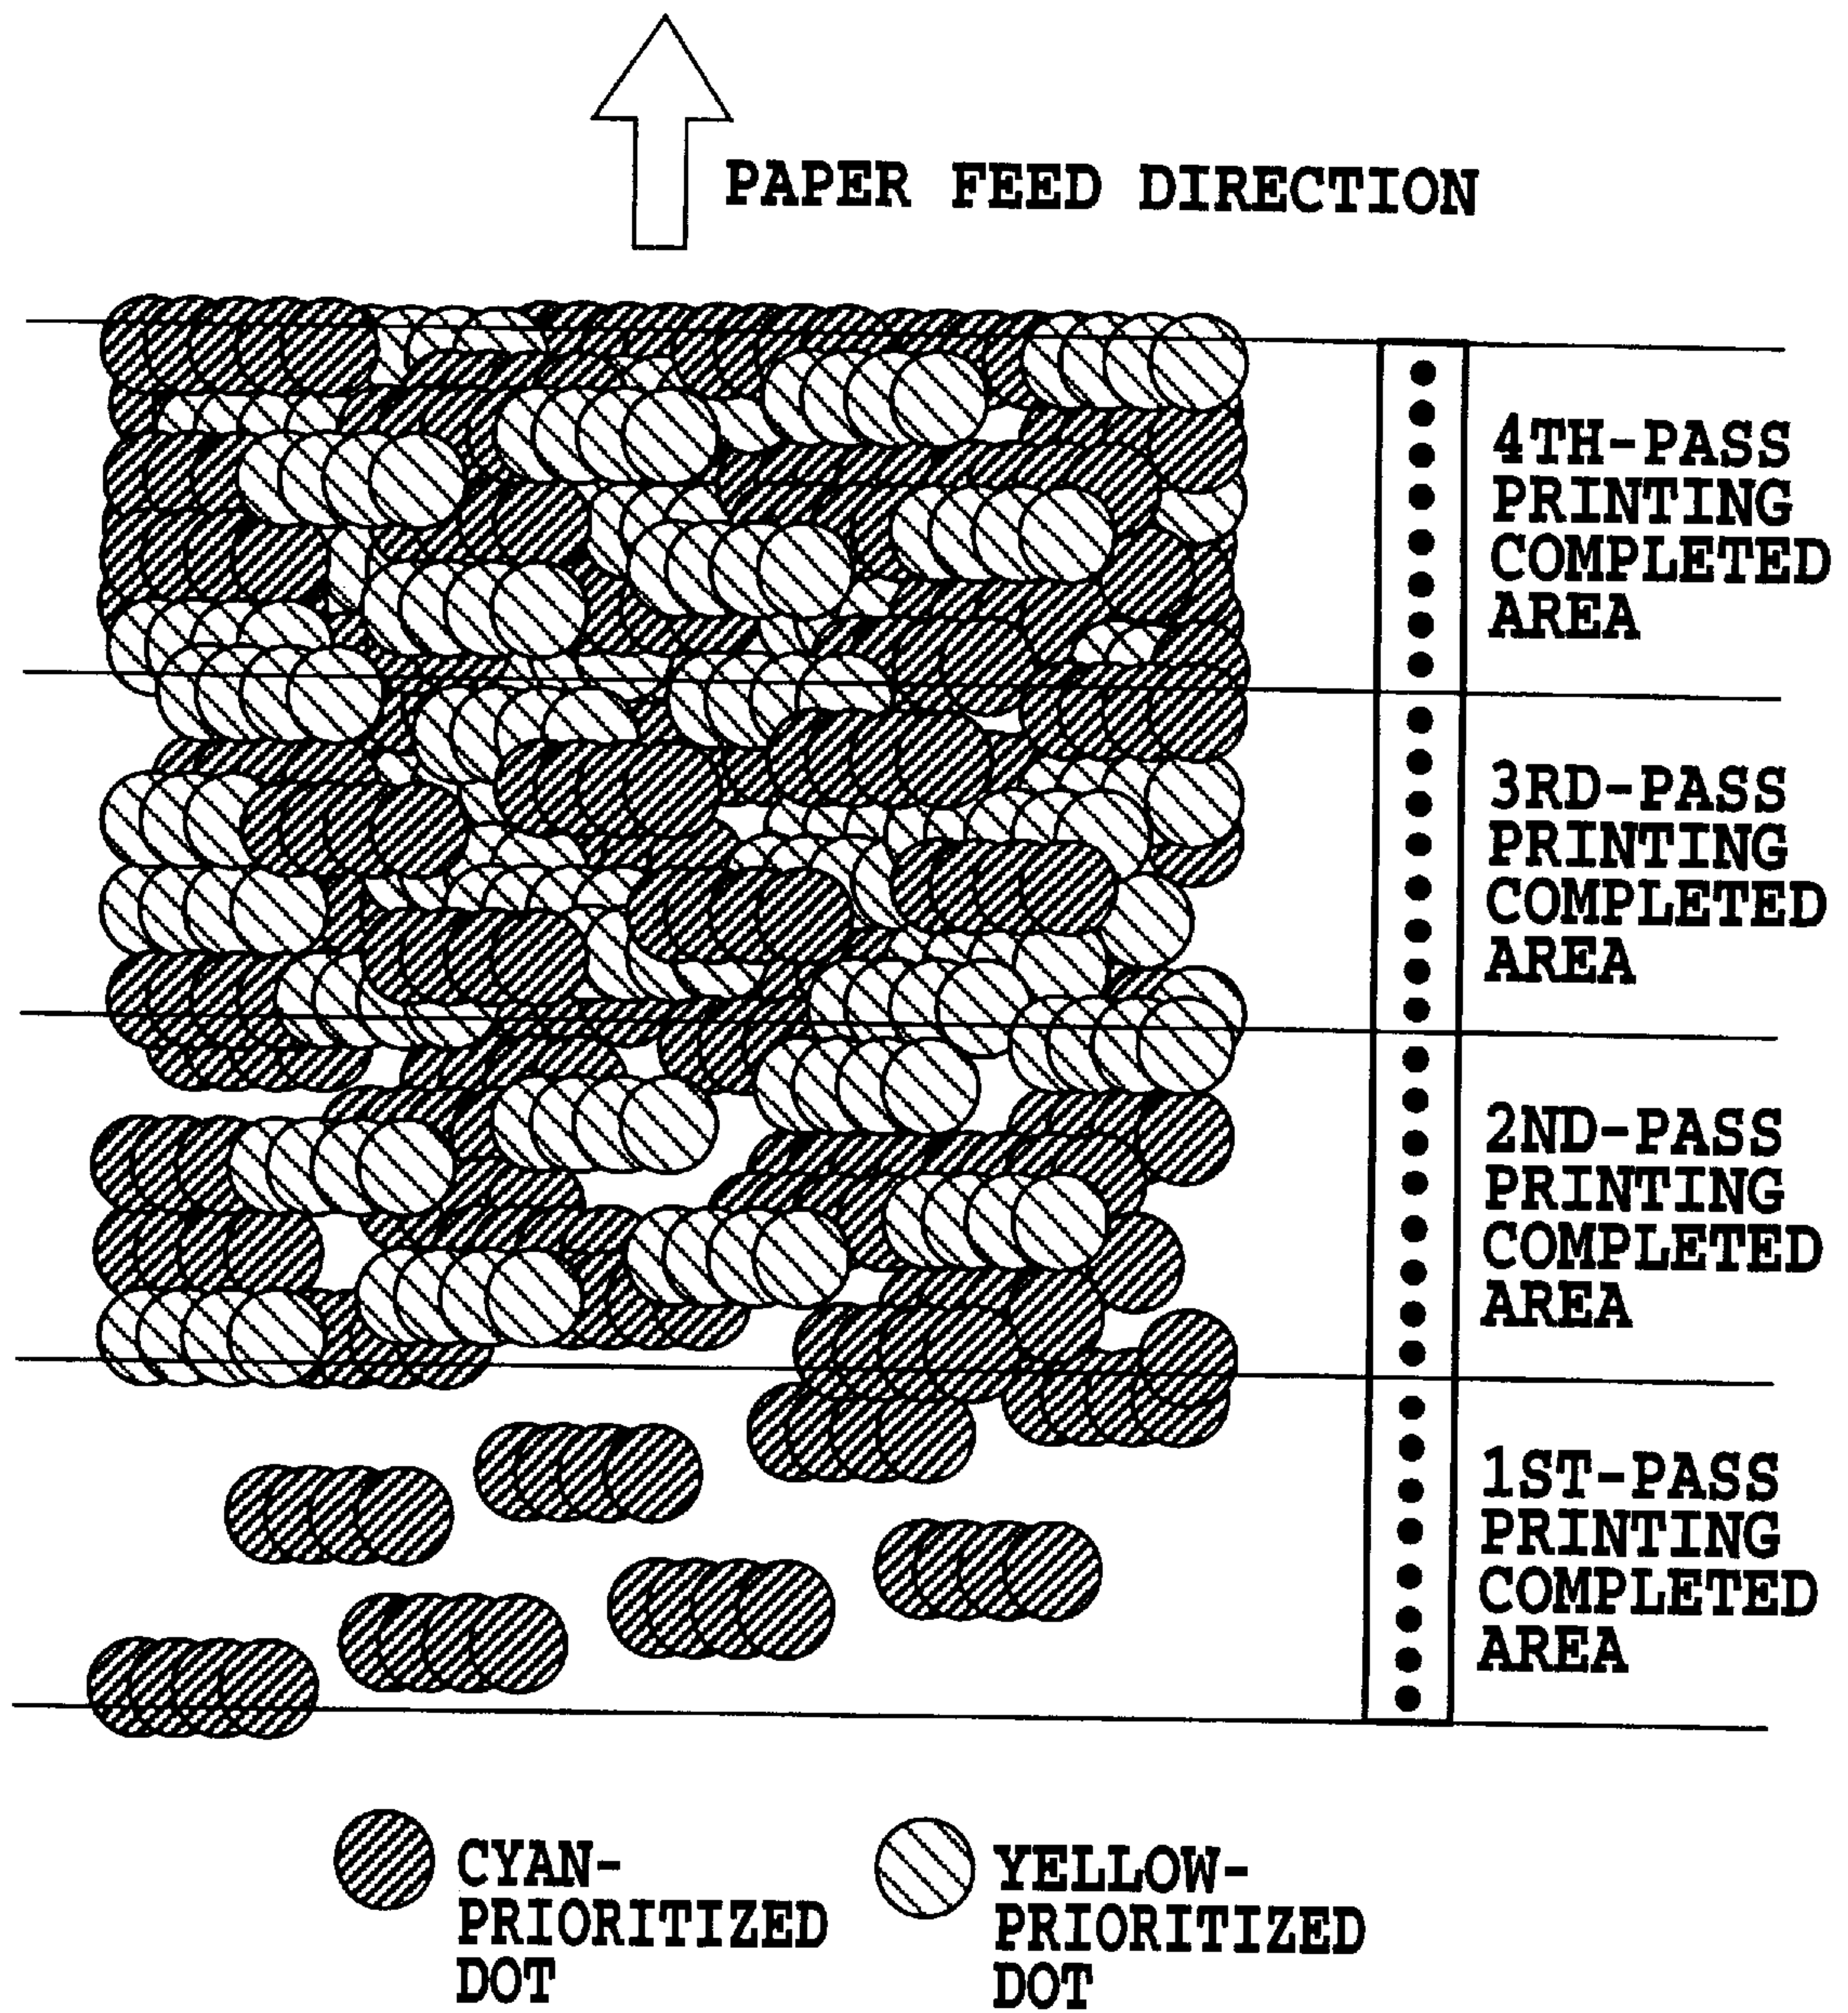 PAPER FEED DIRECTION
4TH-PASS
PRINTING
COMPLETED
AREA
3RD-PASS
PRINTING
COMPLETED
AREA
2ND-PASS
PRINTING
COMPLETED
AREA
1ST-PASS
PRINTING
COMPLETED
AREA
CYAN-
PRIORITIZED
DOT
YELLOW-
PRIORITIZED
DOT